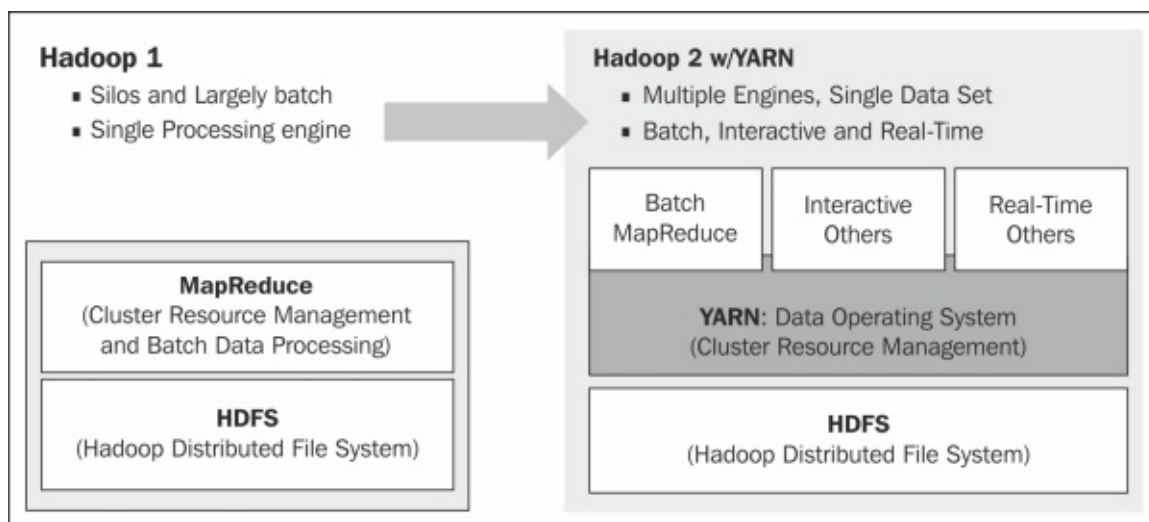 Hadoop 1
▪ Silos and Largely batch
▪ Single Processing engine
MapReduce
(Cluster Resource Management
and Batch Data Processing)
HDFS
(Hadoop Distributed File System)
Hadoop 2 w/YARN
▪ Multiple Engines, Single Data Set
▪ Batch, Interactive and Real-Time
Batch
MapReduce
Interactive
Others
Real-Time
Others
YARN: Data Operating System
(Cluster Resource Management)
HDFS
(Hadoop Distributed File System)